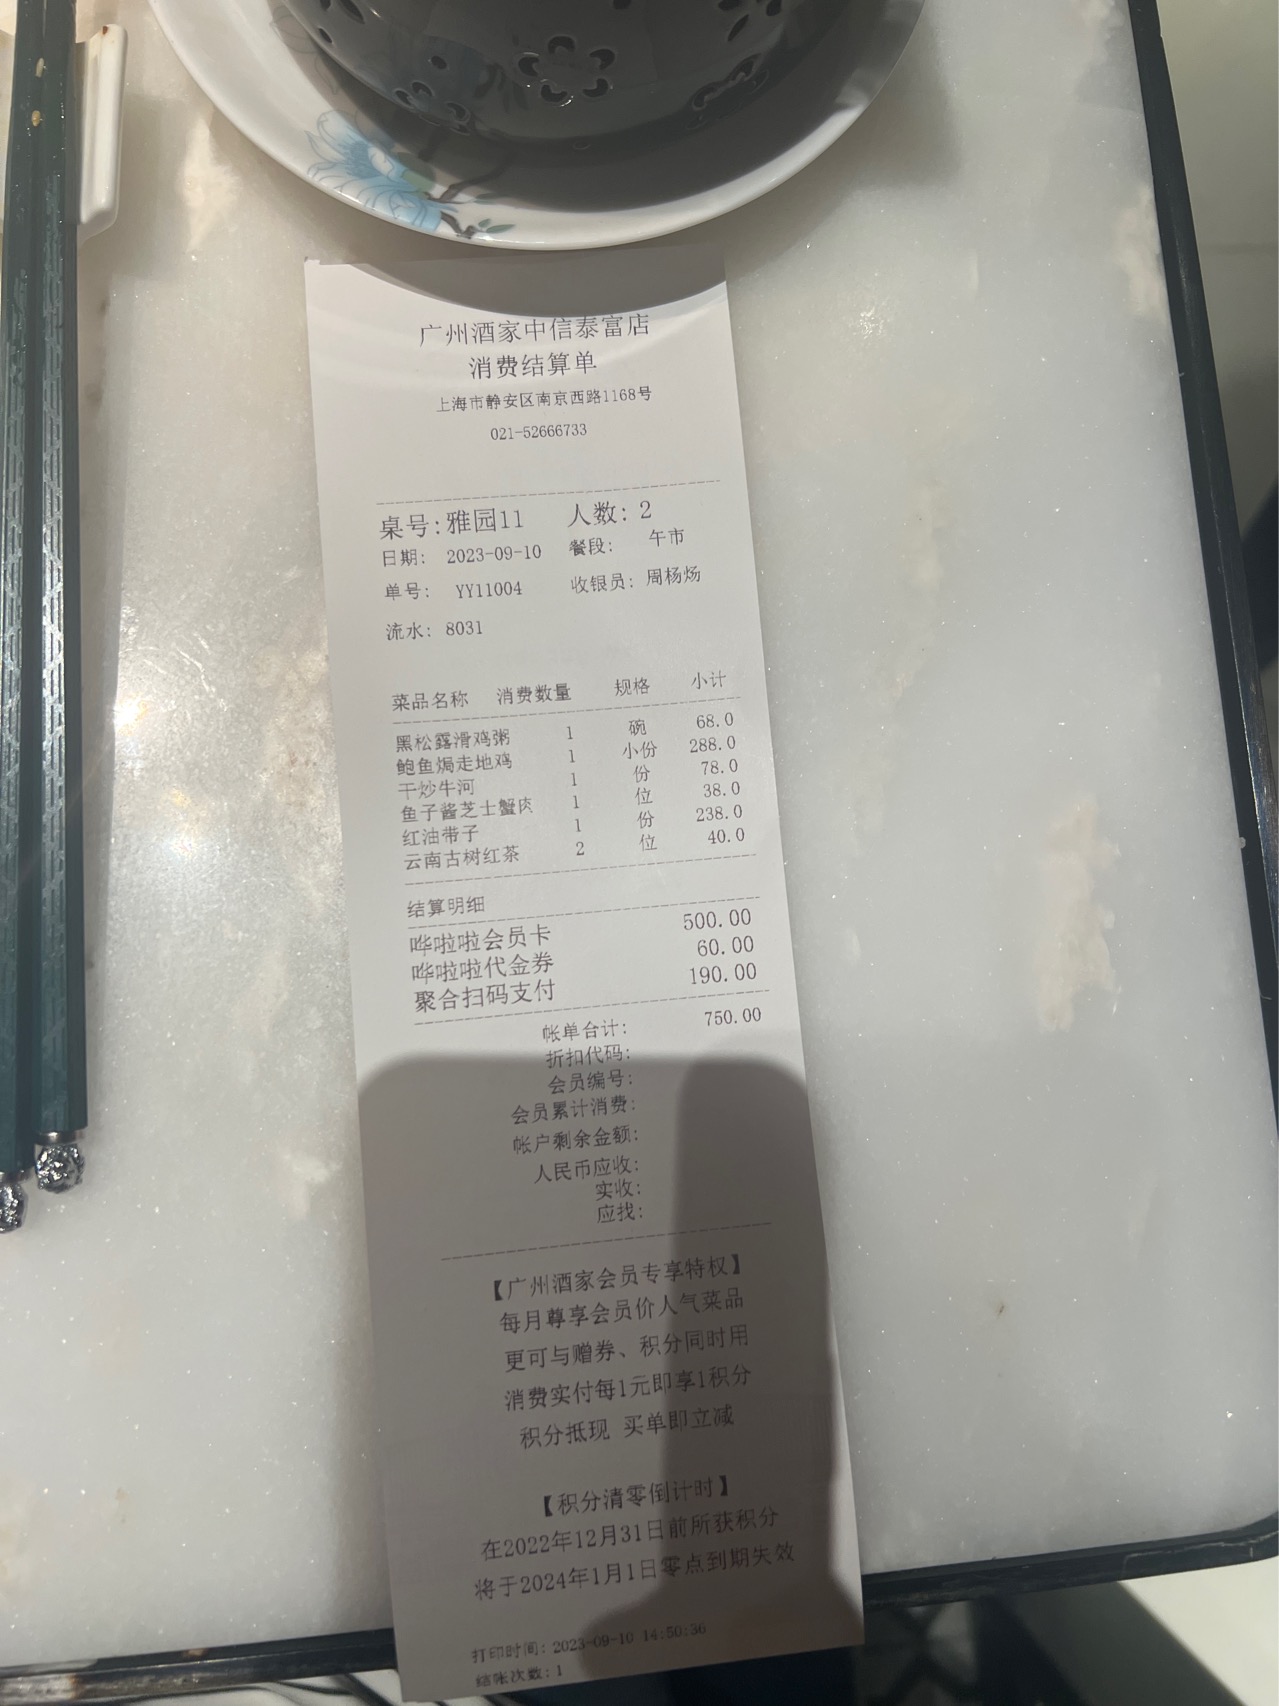 广州酒家中信泰富店
消费结算单
上海市静安区南京西路1168号
021-52666733
桌号:雅园11 人数: 2
日期: 2023-09-10 餐段: 午市
单号: YY11004 收银员: 周杨炀
流水: 8031
菜品名称 消费数量 规格 小计
黑松露滑鸡粥 1 碗 68.0
鲍鱼焗走地鸡 1 小份 288.0
干炒牛河 1 份 78.0
鱼子酱芝士蟹肉 1 位 38.0
红油带子 1 份 238.0
云南古树红茶 2 位 40.0
结算明细
哗啦啦会员卡 500.00
哗啦啦代金券 60.00
聚合扫码支付 190.00
帐单合计: 750.00
折扣代码:
会员编号:
会员累计消费:
帐户剩余金额:
人民币应收:
实收:
应找:
【广州酒家会员专享特权】
每月尊享会员价人气菜品
更可与赠券、积分同时用
消费实付每1元即享1积分
积分抵现 买单即立减
【积分清零倒计时】
在2022年12月31日前所获积分
将于2024年1月1日零点到期失效
打印时间: 2023-09-10 14:50:36
结账次数: 1